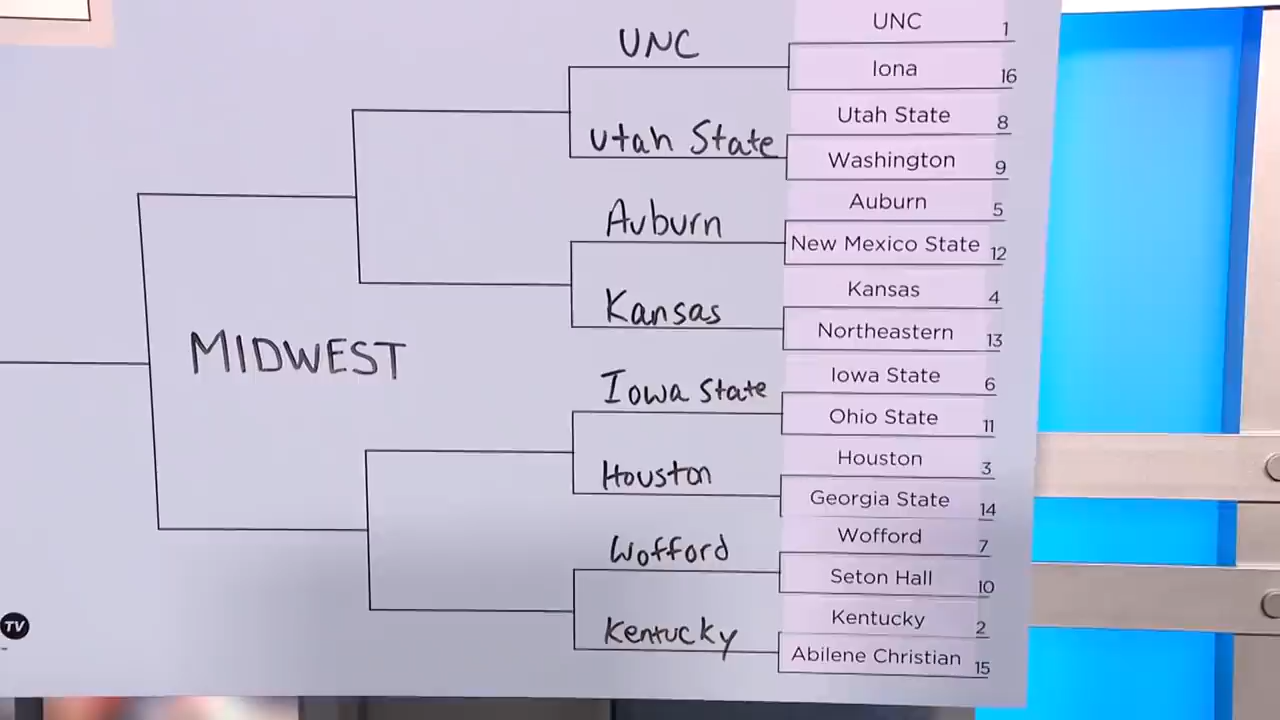 UNC 1
UNC
Iona 16
Utah State 8
Utah State
Washington 9
Auburn 5
Auburn
New Mexico State 12
Kansas 4
Kansas
Northeastern 13
MIDWEST
Iowa State 6
Iowa State
Ohio State 11
Houston 3
Houston
Georgia State 14
Wofford 7
Wofford
Seton Hall 10
Kentucky 2
Kentucky
Abilene Christian 15
TV